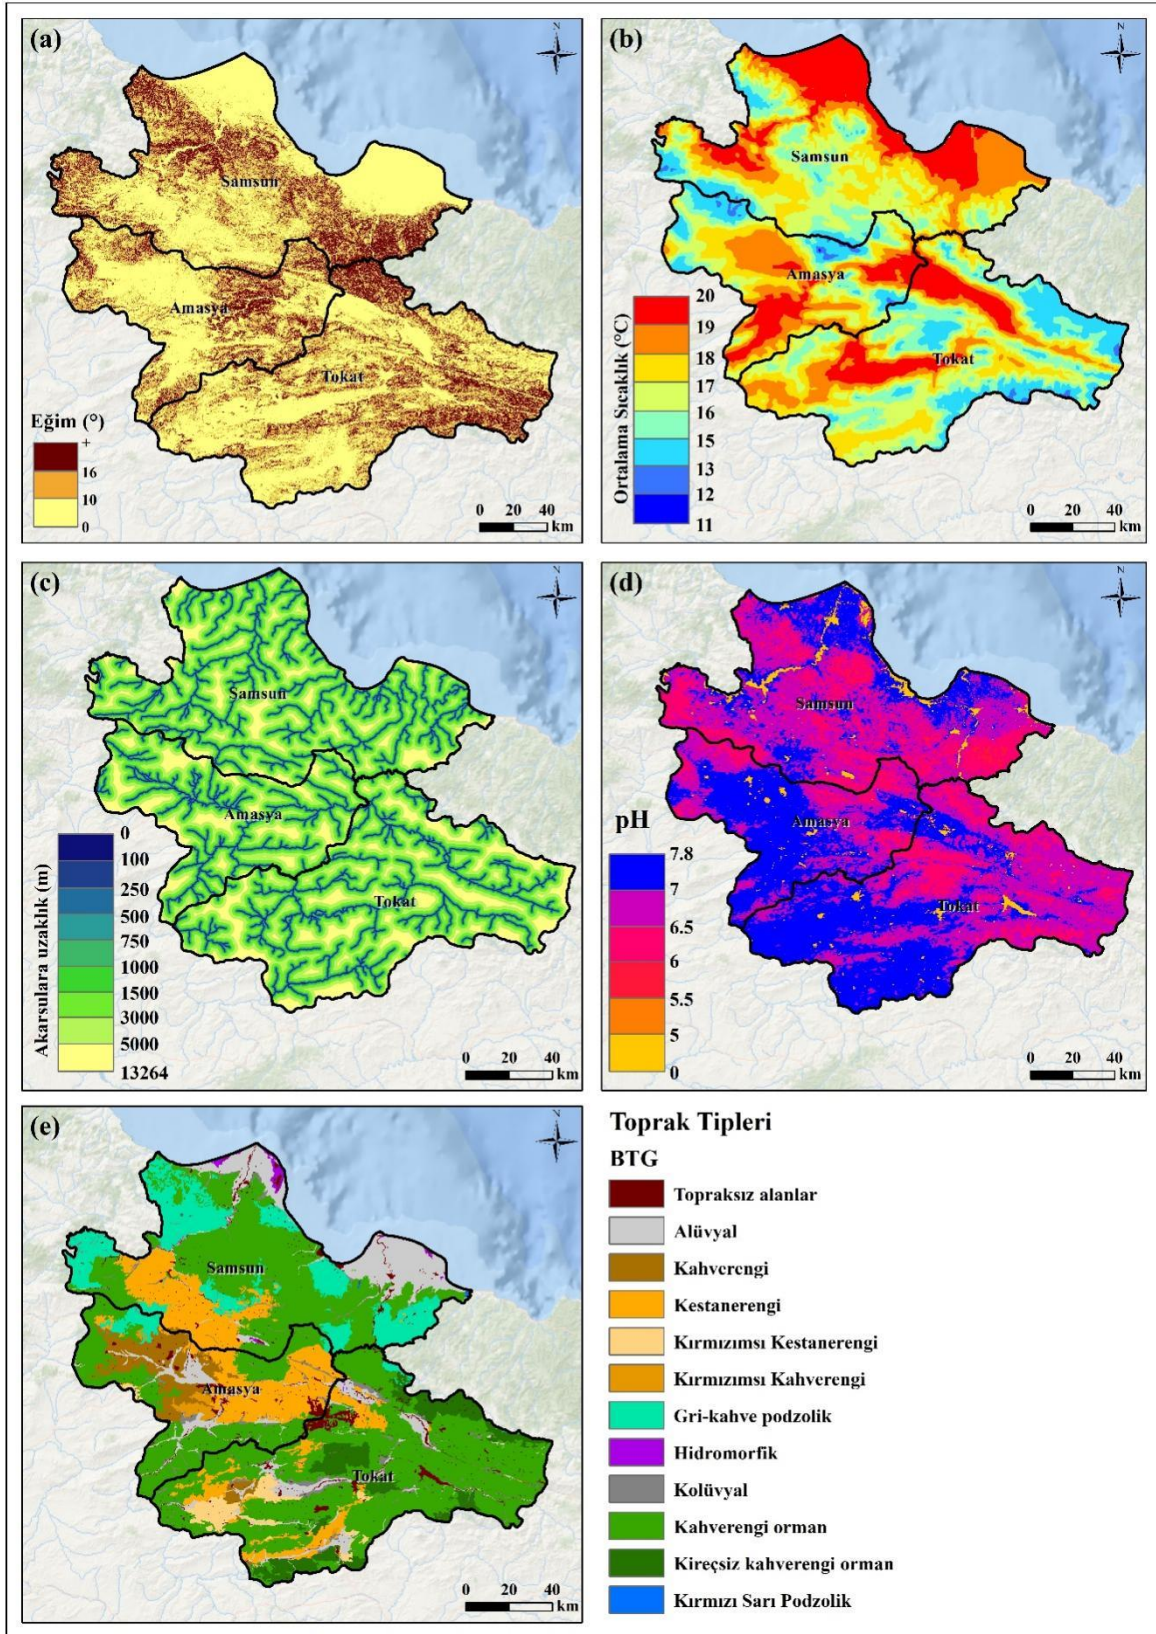 (a)
N
Samsun
Amasya
Tokat
Eğim (°)
+
16
10
0
0 20 40
km
(b)
N
Samsun
Amasya
Tokat
Ortalama Sıcaklık (°C)
20
19
18
17
16
15
13
12
11
0 20 40
km
(c)
N
Samsun
Amasya
Tokat
Akarsulara uzaklık (m)
0
100
250
500
750
1000
1500
3000
5000
13264
0 20 40
km
(d)
N
Samsun
Amasya
Tokat
pH
7.8
7
6.5
6
5.5
5
0
0 20 40
km
(e)
N
Samsun
Amasya
Tokat
0 20 40
km
Toprak Tipleri
BTG
Topraksız alanlar
Alüvyal
Kahverengi
Kestanerengi
Kırmızımsı Kestanerengi
Kırmızımsı Kahverengi
Gri-kahve podzolik
Hidromorfik
Kolüvyal
Kahverengi orman
Kireçsiz kahverengi orman
Kırmızı Sarı Podzolik